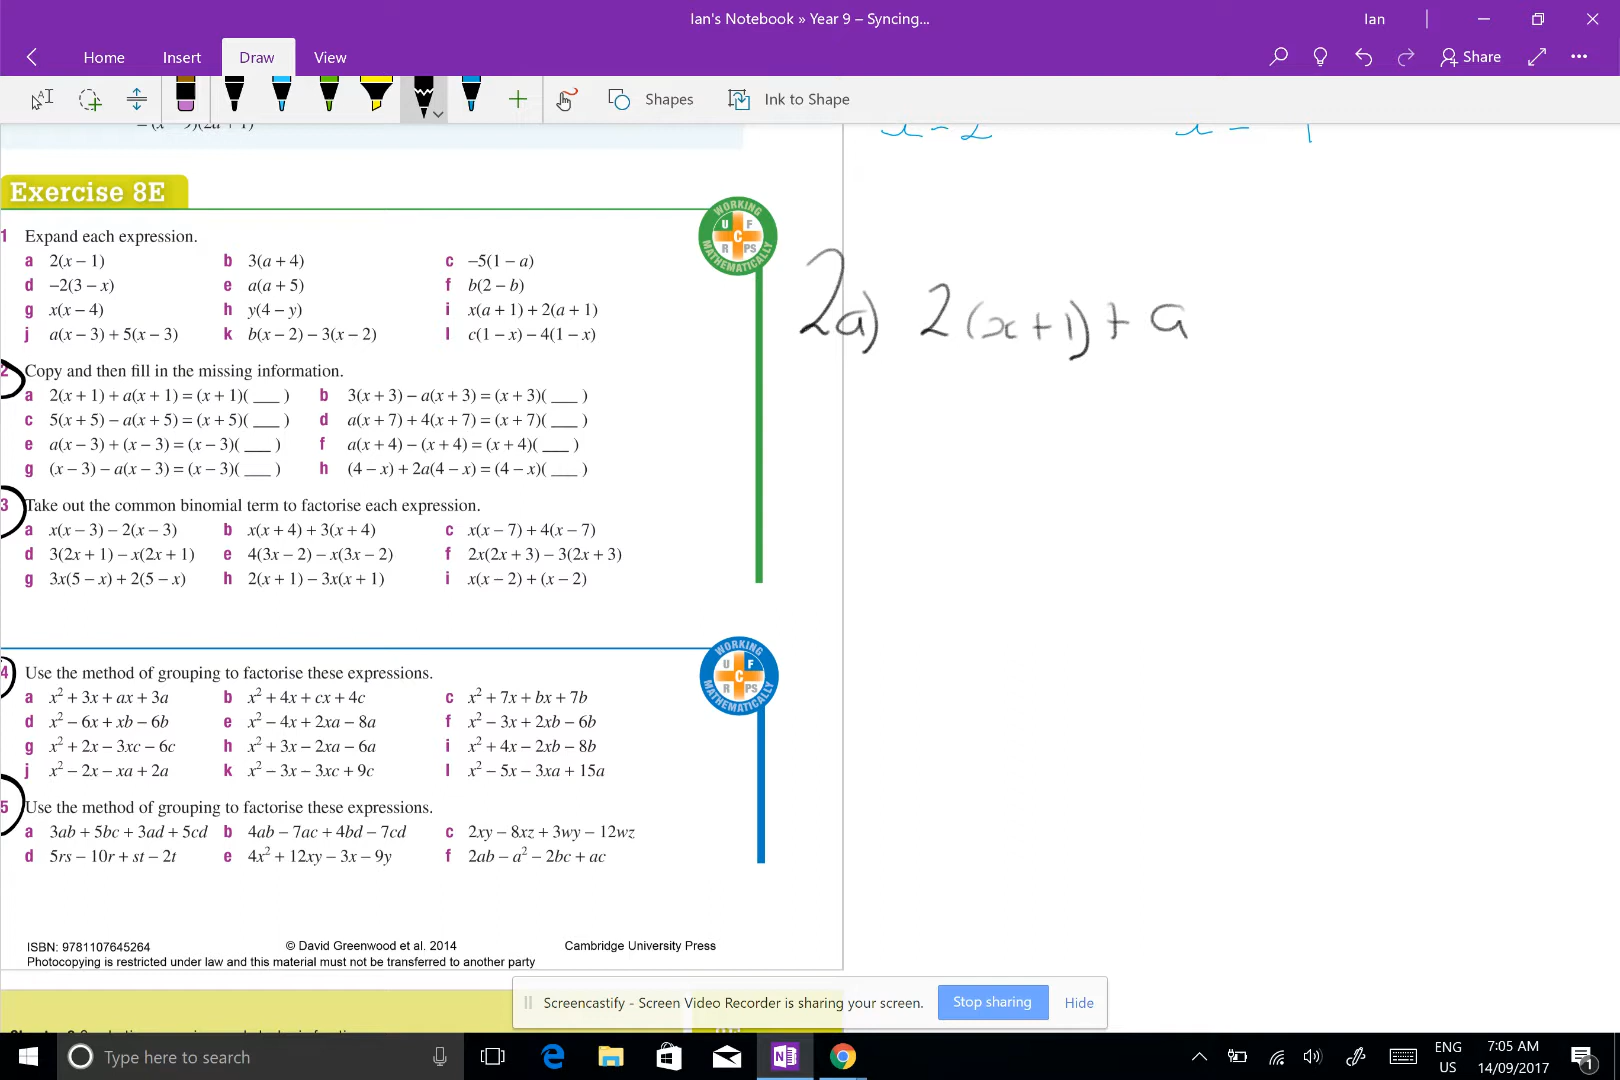 Ian's Notebook » Year 9 – Syncing...
Ian
Home Insert Draw View
Share
Shapes Ink to Shape
Exercise 8E
1 Expand each expression.
a 2(x – 1) b 3(a + 4) c –5(1 – a)
d –2(3 – x) e a(a + 5) f b(2 – b)
g x(x – 4) h y(4 – y) i x(a + 1) + 2(a + 1)
j a(x – 3) + 5(x – 3) k b(x – 2) – 3(x – 2) l c(1 – x) – 4(1 – x)
2 Copy and then fill in the missing information.
a 2(x + 1) + a(x + 1) = (x + 1)( ___ ) b 3(x + 3) – a(x + 3) = (x + 3)( ___ )
c 5(x + 5) – a(x + 5) = (x + 5)( ___ ) d a(x + 7) + 4(x + 7) = (x + 7)( ___ )
e a(x – 3) + (x – 3) = (x – 3)( ___ ) f a(x + 4) – (x + 4) = (x + 4)( ___ )
g (x – 3) – a(x – 3) = (x – 3)( ___ ) h (4 – x) + 2a(4 – x) = (4 – x)( ___ )
3 Take out the common binomial term to factorise each expression.
a x(x – 3) – 2(x – 3) b x(x + 4) + 3(x + 4) c x(x – 7) + 4(x – 7)
d 3(2x + 1) – x(2x + 1) e 4(3x – 2) – x(3x – 2) f 2x(2x + 3) – 3(2x + 3)
g 3x(5 – x) + 2(5 – x) h 2(x + 1) – 3x(x + 1) i x(x – 2) + (x – 2)
WORKING
U F
C
R PS
MATHEMATICALLY
2a) 2(x+1) + a
4 Use the method of grouping to factorise these expressions.
a x² + 3x + ax + 3a b x² + 4x + cx + 4c c x² + 7x + bx + 7b
d x² – 6x + xb – 6b e x² – 4x + 2xa – 8a f x² – 3x + 2xb – 6b
g x² + 2x – 3xc – 6c h x² + 3x – 2xa – 6a i x² + 4x – 2xb – 8b
j x² – 2x – xa + 2a k x² – 3x – 3xc + 9c l x² – 5x – 3xa + 15a
5 Use the method of grouping to factorise these expressions.
a 3ab + 5bc + 3ad + 5cd b 4ab – 7ac + 4bd – 7cd c 2xy – 8xz + 3wy – 12wz
d 5rs – 10r + st – 2t e 4x² + 12xy – 3x – 9y f 2ab – a² – 2bc + ac
WORKING
U F
C
R PS
MATHEMATICALLY
ISBN: 9781107645264 © David Greenwood et al. 2014 Cambridge University Press
Photocopying is restricted under law and this material must not be transferred to another party
Screencastify - Screen Video Recorder is sharing your screen. Stop sharing Hide
Type here to search
ENG
US
7:05 AM
14/09/2017
1